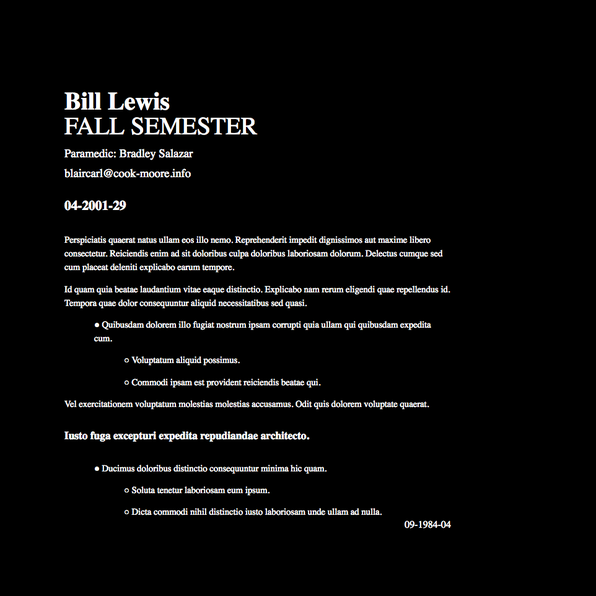 Bill Lewis
FALL SEMESTER
Paramedic: Bradley Salazar
blaircarl@cook-moore.info
04-2001-29
Perspiciatis quaerat natus ullam eos illo nemo. Reprehenderit impedit dignissimos aut maxime libero
consectetur. Reiciendis enim ad sit doloribus culpa doloribus laboriosam dolorum. Delectus cumque sed
cum placeat deleniti explicabo earum tempore.
Id quam quia beatae laudantium vitae eaque distinctio. Explicabo nam rerum eligendi quae repellendus id.
Tempora quae dolor consequuntur aliquid necessitatibus sed quasi.
● Quibusdam dolorem illo fugiat nostrum ipsam corrupti quia ullam qui quibusdam expedita
cum.
○ Voluptatum aliquid possimus.
○ Commodi ipsam est provident reiciendis beatae qui.
Vel exercitationem voluptatum molestias molestias accusamus. Odit quis dolorem voluptate quaerat.
Iusto fuga excepturi expedita repudiandae architecto.
● Ducimus doloribus distinctio consequuntur minima hic quam.
○ Soluta tenetur laboriosam eum ipsum.
○ Dicta commodi nihil distinctio iusto laboriosam unde ullam ad nulla.
09-1984-04